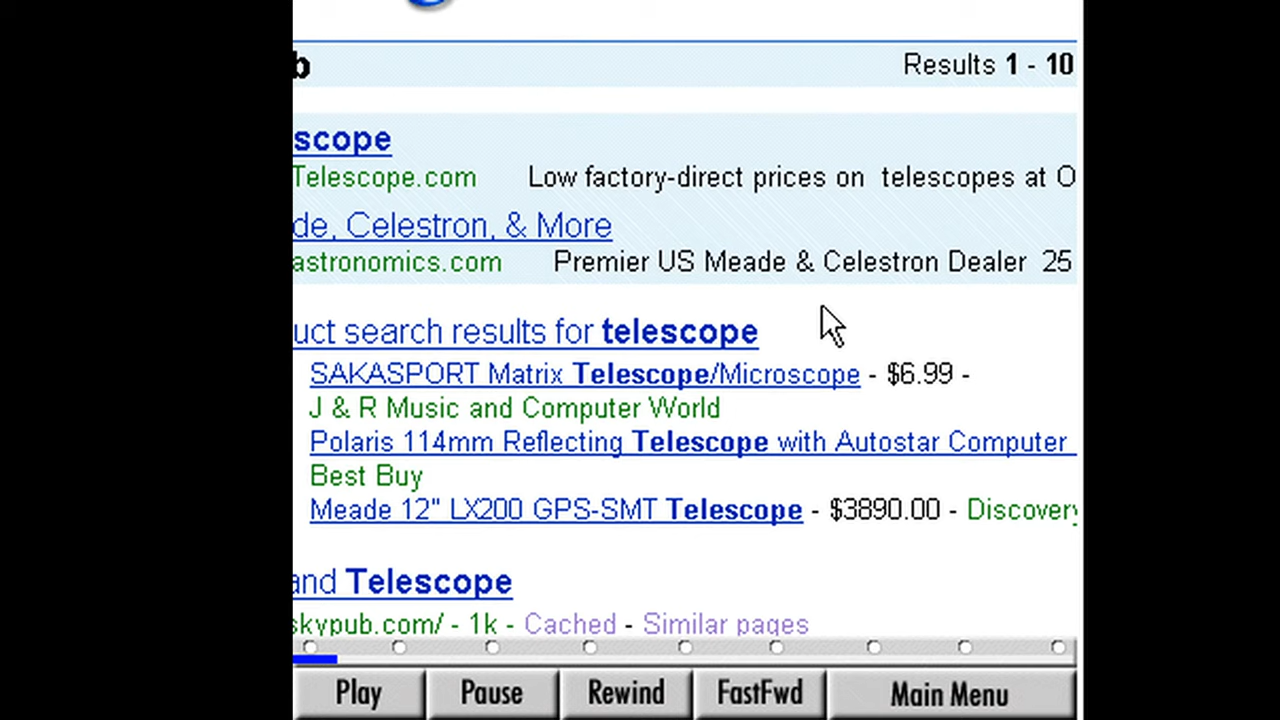 b Results 1 - 10
scope
Telescope.com Low factory-direct prices on telescopes at O
de, Celestron, & More
astronomics.com Premier US Meade & Celestron Dealer 25
uct search results for telescope
SAKASPORT Matrix Telescope/Microscope - $6.99 -
J & R Music and Computer World
Polaris 114mm Reflecting Telescope with Autostar Computer
Best Buy
Meade 12" LX200 GPS-SMT Telescope - $3890.00 - Discovery
and Telescope
skypub.com/ - 1k - Cached - Similar pages
Play Pause Rewind FastFwd Main Menu